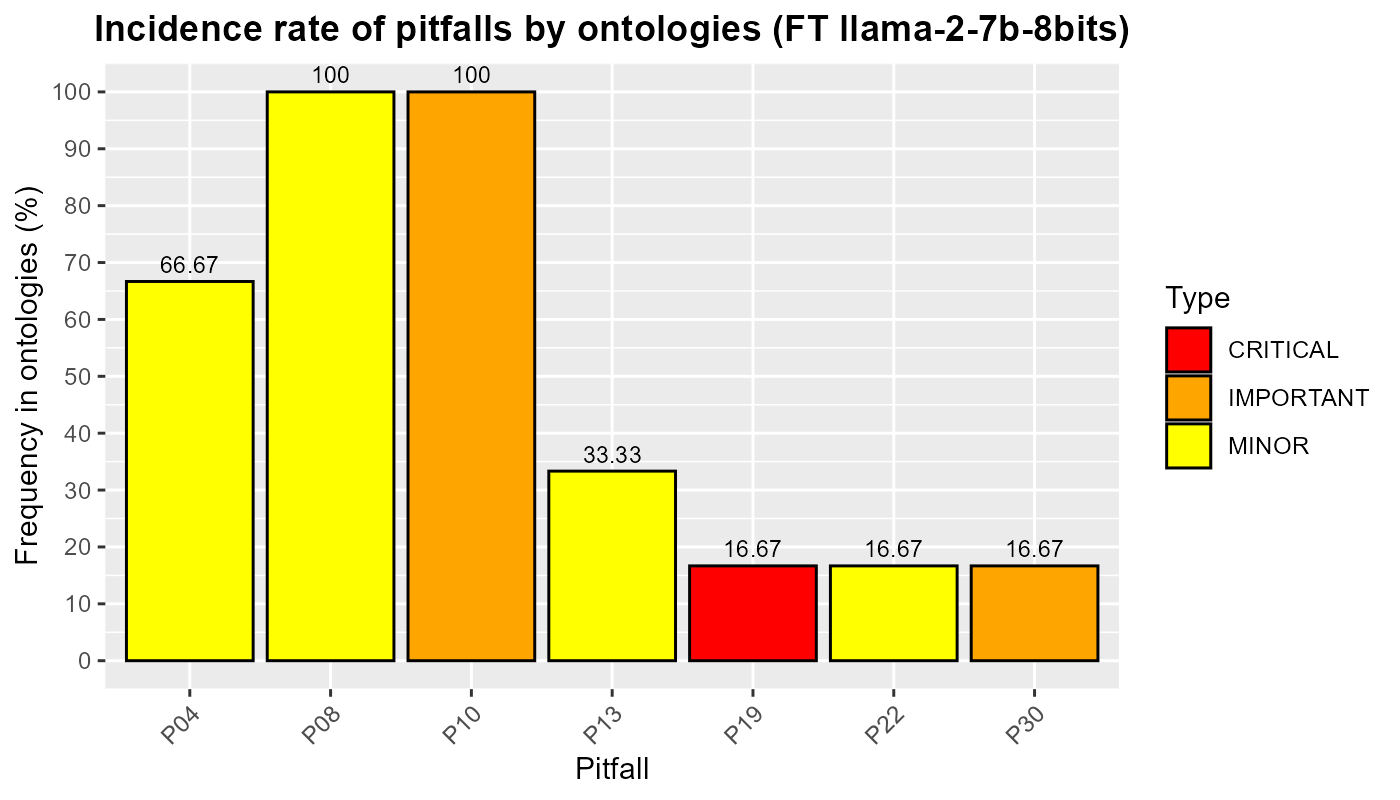 Incidence rate of pitfalls by ontologies (FT llama-2-7b-8bits)
Frequency in ontologies (%)
100
90
80
70
60
50
40
30
20
10
0
66.67
100
100
33.33
16.67
16.67
16.67
P04
P08
P10
P13
P19
P22
P30
Pitfall
Type
CRITICAL
IMPORTANT
MINOR